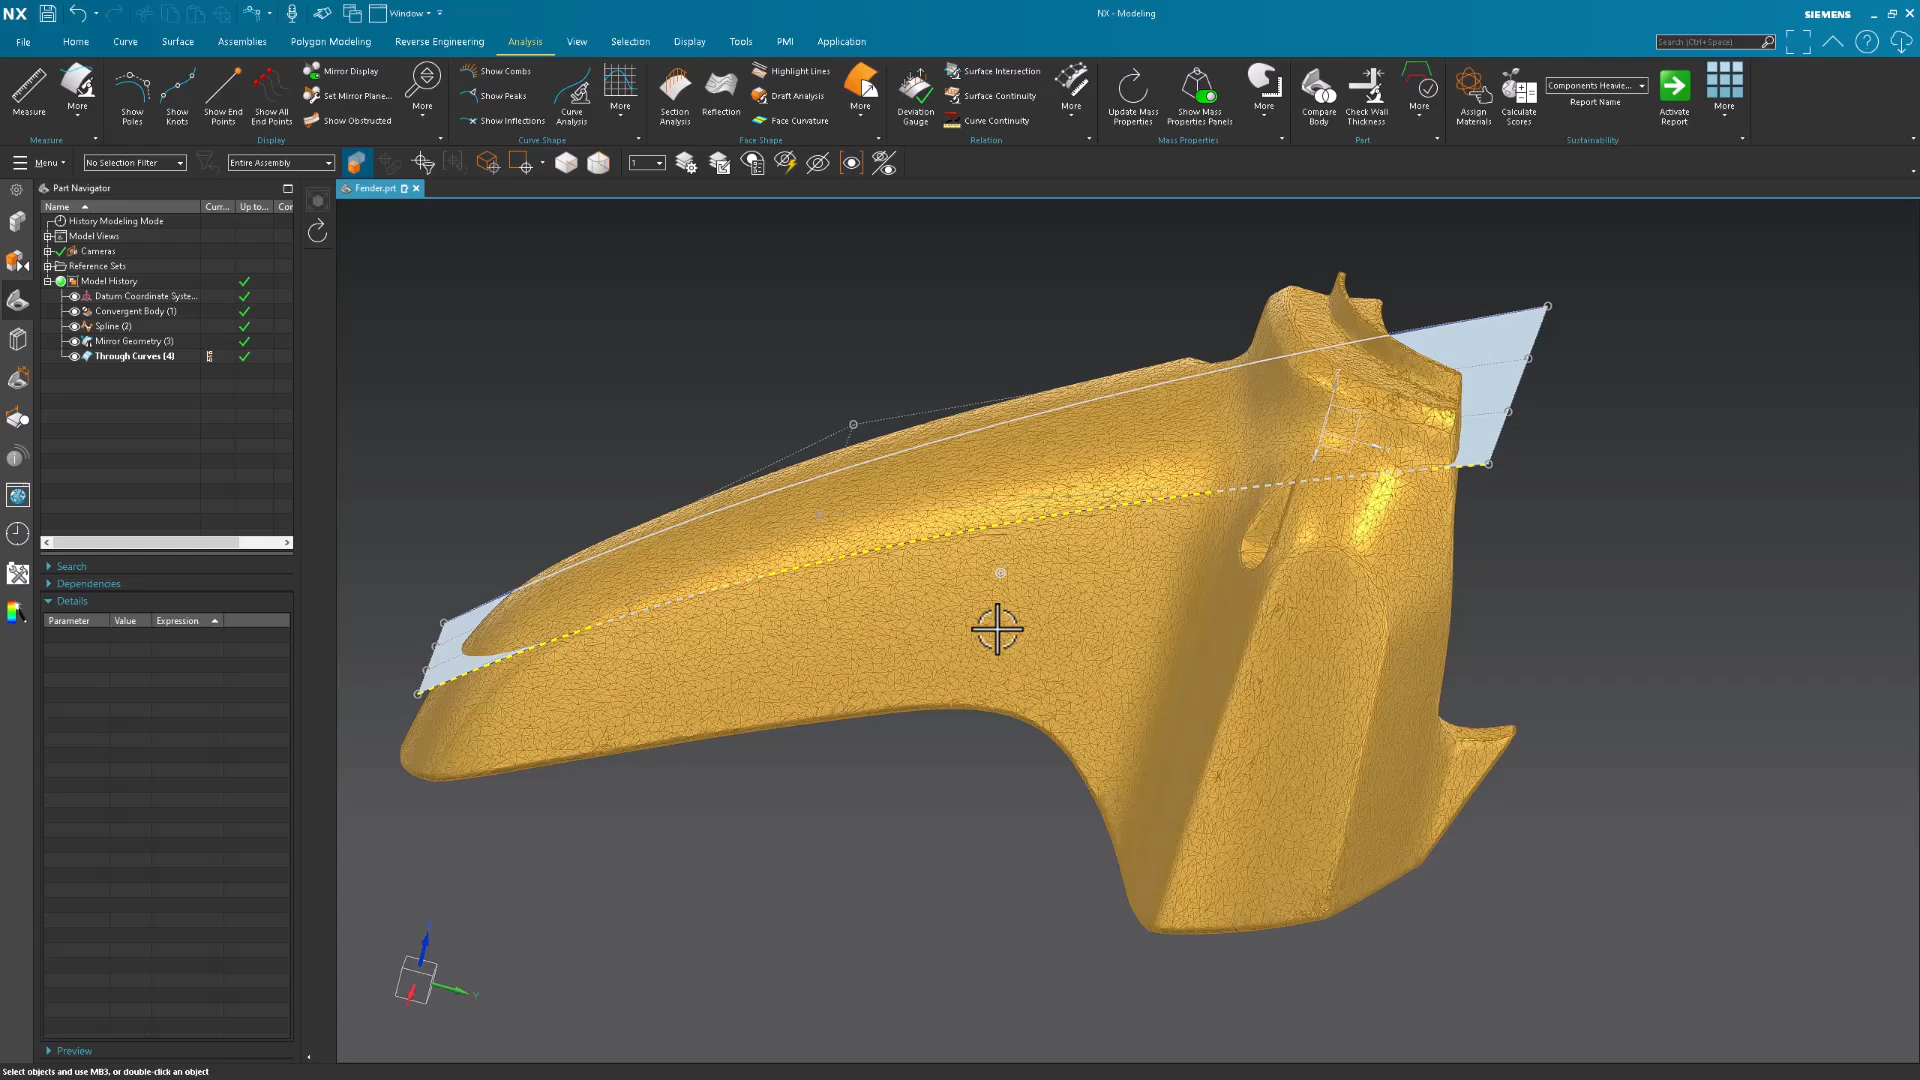 NX
Window
NX - Modeling
SIEMENS
File
Home
Curve
Surface
Assemblies
Polygon Modeling
Reverse Engineering
Analysis
View
Selection
Display
Tools
PMI
Application
Search (Ctrl+Space)
Measure
More
Measure
Show Poles
Show Knots
Show End Points
Show All End Points
Mirror Display
Set Mirror Plane...
Show Obstructed
More
Display
Show Combs
Show Peaks
Show Inflections
Curve Analysis
More
Curve Shape
Section Analysis
Reflection
Highlight Lines
Draft Analysis
Face Curvature
More
Face Shape
Deviation Gauge
Surface Intersection
Surface Continuity
Curve Continuity
More
Relation
Update Mass Properties
Show Mass Properties Panels
More
Mass Properties
Compare Body
Check Wall Thickness
More
Part
Assign Materials
Calculate Scores
Components Heavie...
Report Name
Activate Report
More
Sustainability
Menu
No Selection Filter
Entire Assembly
1
Part Navigator
Fender.prt
Name
Curr...
Up to...
Cor
History Modeling Mode
Model Views
Cameras
Reference Sets
Model History
Datum Coordinate Syste...
Convergent Body (1)
Spline (2)
Mirror Geometry (3)
Through Curves (4)
Search
Dependencies
Details
Parameter
Value
Expression
Y
Preview
Select objects and use MB3, or double-click an object